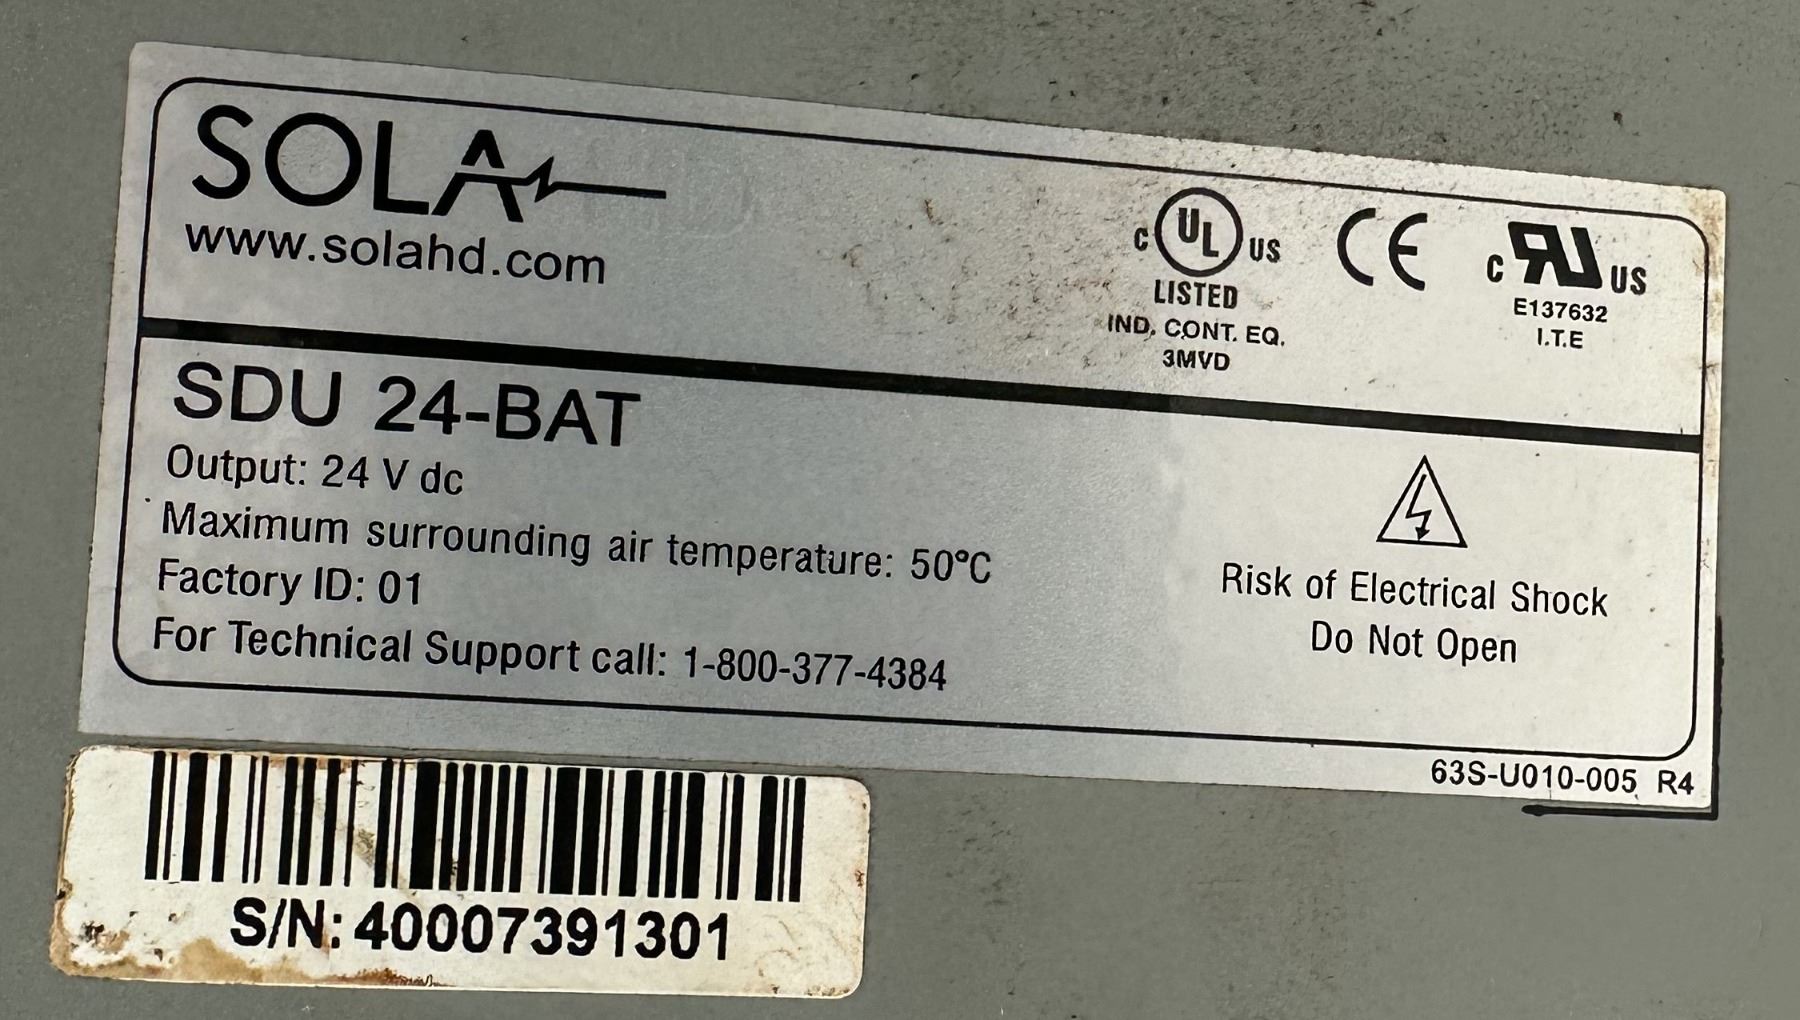 SOLA
www.solahd.com
C UL US
LISTED
IND. CONT. EQ.
3MVD
CE
C RU US
E137632
I.T.E
SDU 24-BAT
Output: 24 V dc
Maximum surrounding air temperature: 50°C
Factory ID: 01
For Technical Support call: 1-800-377-4384
Risk of Electrical Shock
Do Not Open
63S-U010-005 R4
S/N: 40007391301